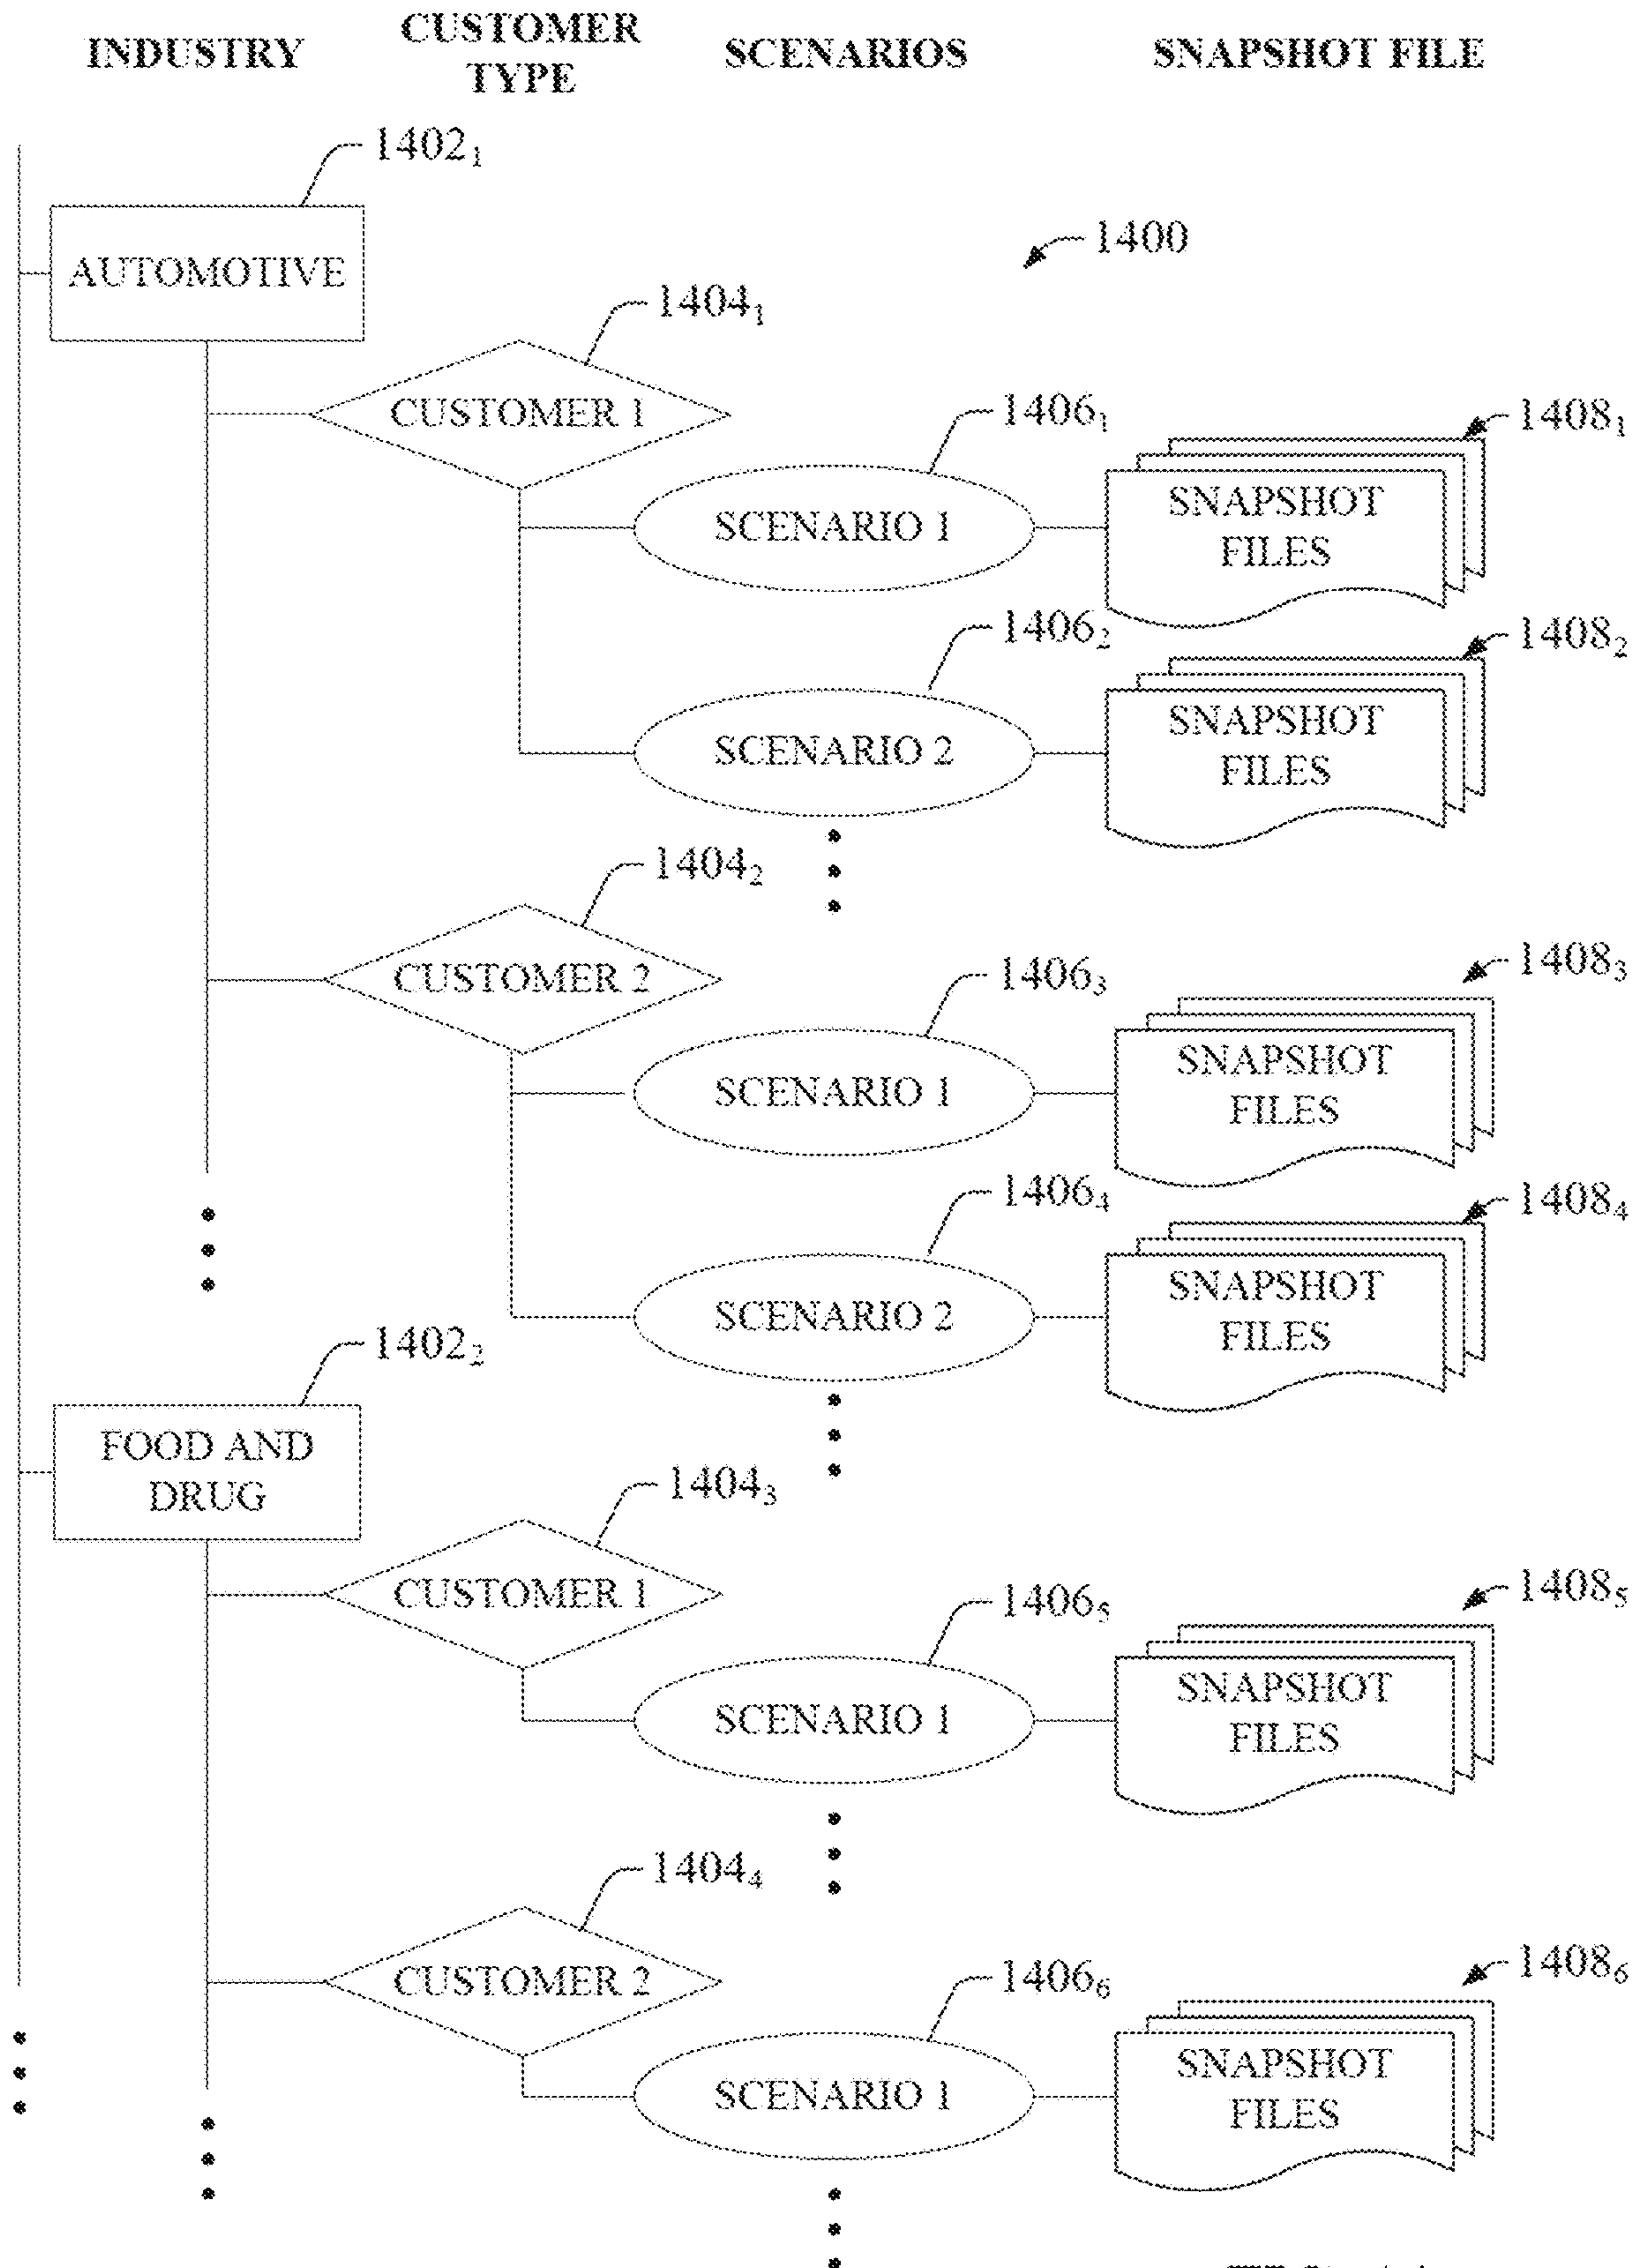 INDUSTRY
CUSTOMER
TYPE
SCENARIOS
SNAPSHOT FILE
1402₁
AUTOMOTIVE
1400
1404₁
CUSTOMER 1
1406₁
SCENARIO 1
1408₁
SNAPSHOT
FILES
1406₂
SCENARIO 2
1408₂
SNAPSHOT
FILES
1404₂
CUSTOMER 2
1406₃
SCENARIO 1
1408₃
SNAPSHOT
FILES
1406₄
SCENARIO 2
1408₄
SNAPSHOT
FILES
1402₂
FOOD AND
DRUG
1404₃
CUSTOMER 1
1406₅
SCENARIO 1
1408₅
SNAPSHOT
FILES
1404₄
CUSTOMER 2
1406₆
SCENARIO 1
1408₆
SNAPSHOT
FILES